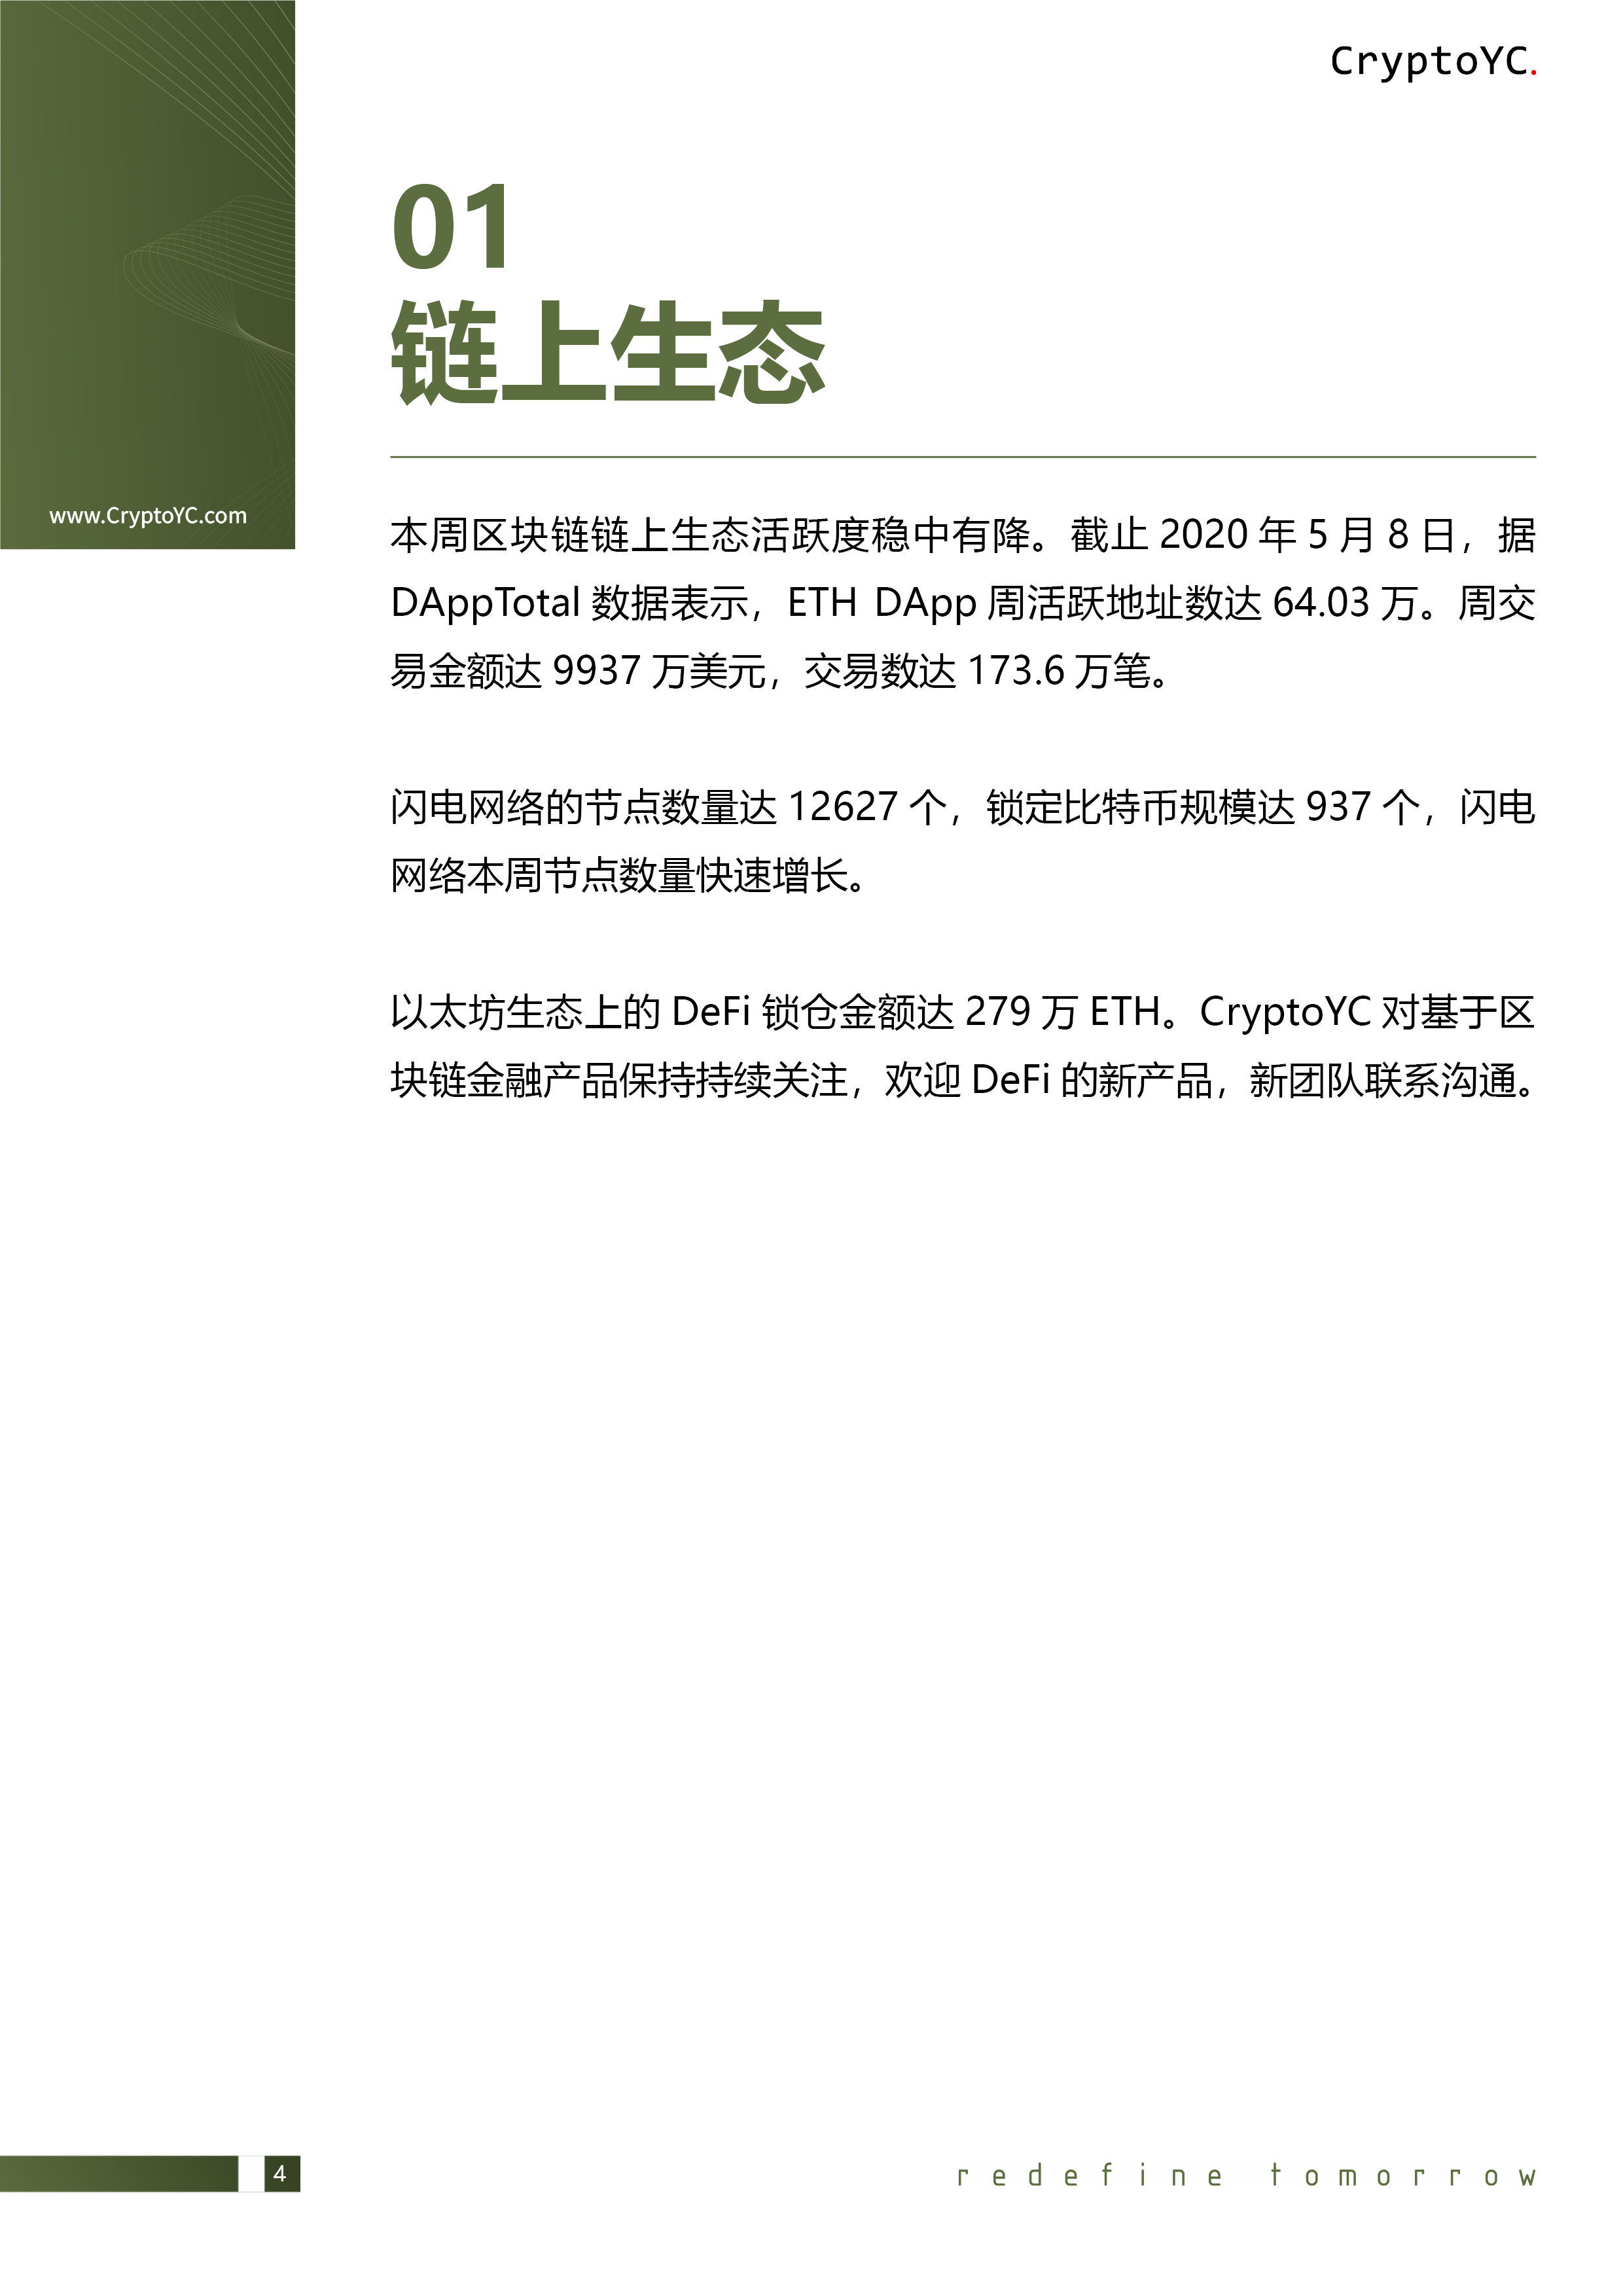 CryptoYC.
01
链上生态
www.CryptoYC.com
本周区块链链上生态活跃度稳中有降。截止 2020 年 5 月 8 日，据
DAppTotal 数据表示，ETH DApp 周活跃地址数达 64.03 万。周交
易金额达 9937 万美元，交易数达 173.6 万笔。
闪电网络的节点数量达 12627 个，锁定比特币规模达 937 个，闪电
网络本周节点数量快速增长。
以太坊生态上的 DeFi 锁仓金额达 279 万 ETH。CryptoYC 对基于区
块链金融产品保持持续关注，欢迎 DeFi 的新产品，新团队联系沟通。
4
redefine tomorrow